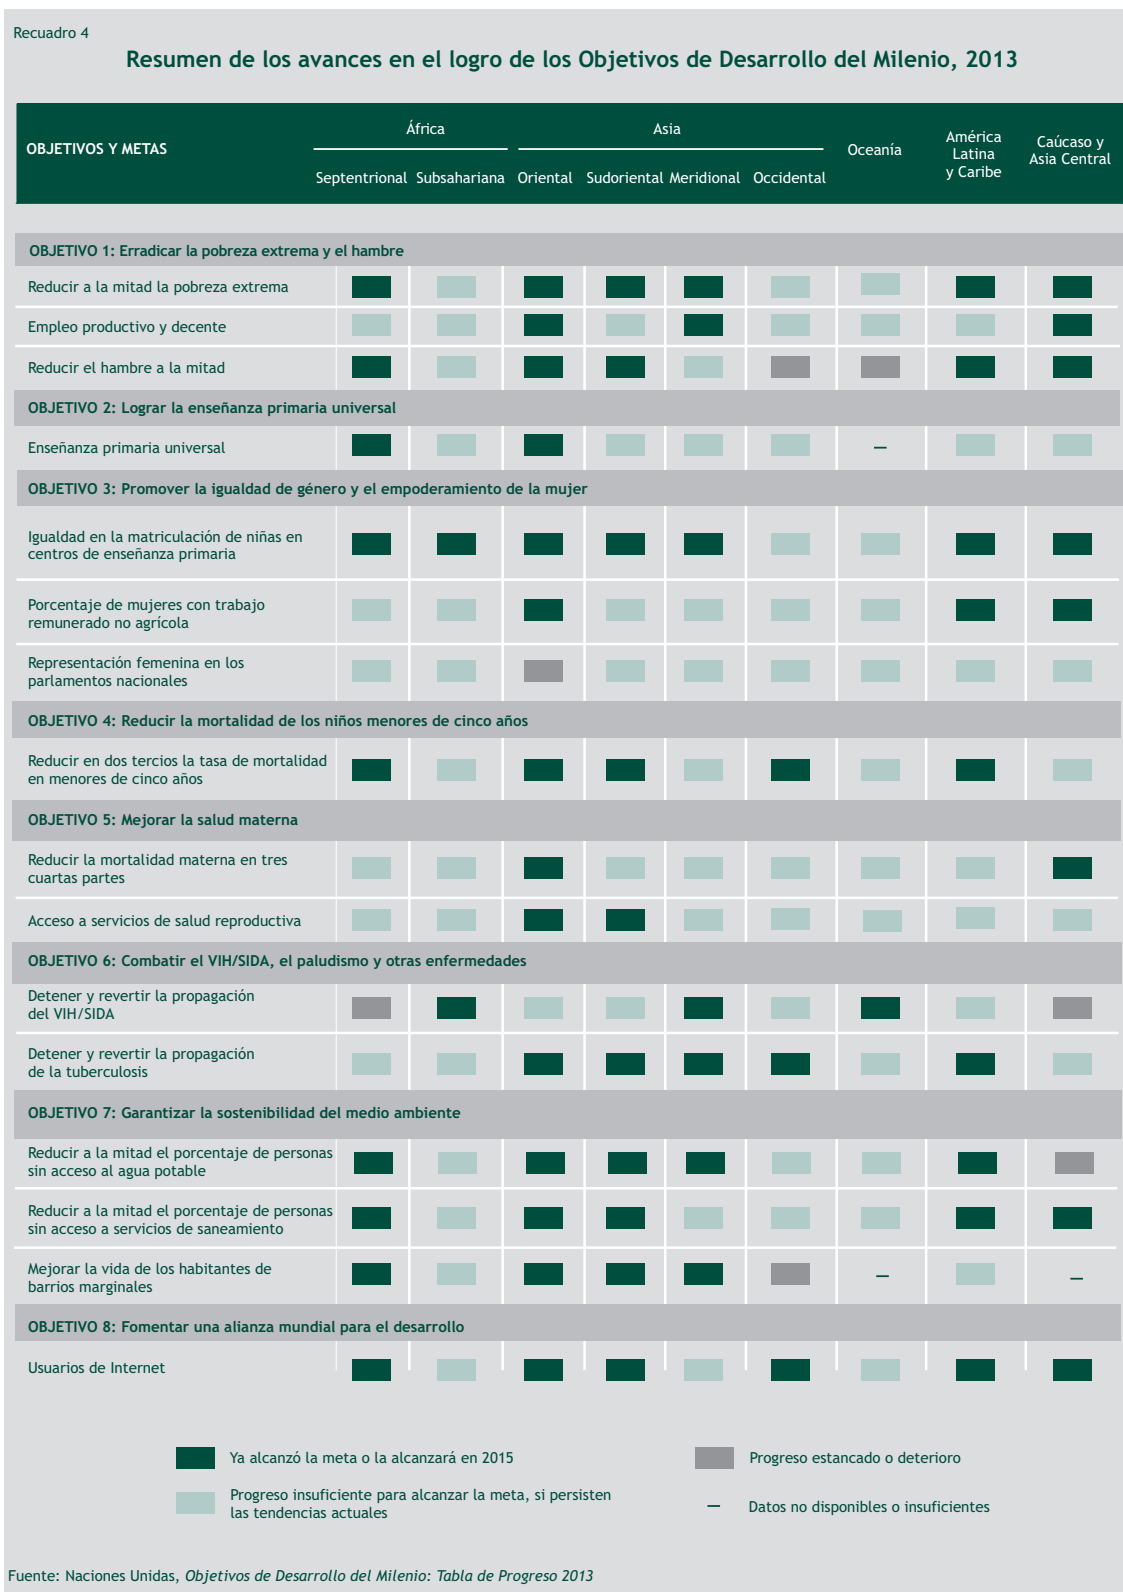 Recuadro 4
Resumen de los avances en el logro de los Objetivos de Desarrollo del Milenio, 2013
OBJETIVOS Y METAS
África
Asia
Oceanía
América
Latina
y Caribe
Caúcaso y
Asia Central
Septentrional Subsahariana Oriental Sudoriental Meridional Occidental
OBJETIVO 1: Erradicar la pobreza extrema y el hambre
Reducir a la mitad la pobreza extrema
Empleo productivo y decente
Reducir el hambre a la mitad
OBJETIVO 2: Lograr la enseñanza primaria universal
Enseñanza primaria universal
–
OBJETIVO 3: Promover la igualdad de género y el empoderamiento de la mujer
Igualdad en la matriculación de niñas en
centros de enseñanza primaria
Porcentaje de mujeres con trabajo
remunerado no agrícola
Representación femenina en los
parlamentos nacionales
OBJETIVO 4: Reducir la mortalidad de los niños menores de cinco años
Reducir en dos tercios la tasa de mortalidad
en menores de cinco años
OBJETIVO 5: Mejorar la salud materna
Reducir la mortalidad materna en tres
cuartas partes
Acceso a servicios de salud reproductiva
OBJETIVO 6: Combatir el VIH/SIDA, el paludismo y otras enfermedades
Detener y revertir la propagación
del VIH/SIDA
Detener y revertir la propagación
de la tuberculosis
OBJETIVO 7: Garantizar la sostenibilidad del medio ambiente
Reducir a la mitad el porcentaje de personas
sin acceso al agua potable
Reducir a la mitad el porcentaje de personas
sin acceso a servicios de saneamiento
Mejorar la vida de los habitantes de
barrios marginales
– –
OBJETIVO 8: Fomentar una alianza mundial para el desarrollo
Usuarios de Internet
Ya alcanzó la meta o la alcanzará en 2015
Progreso insuficiente para alcanzar la meta, si persisten
las tendencias actuales
Progreso estancado o deterioro
– Datos no disponibles o insuficientes
Fuente: Naciones Unidas, Objetivos de Desarrollo del Milenio: Tabla de Progreso 2013